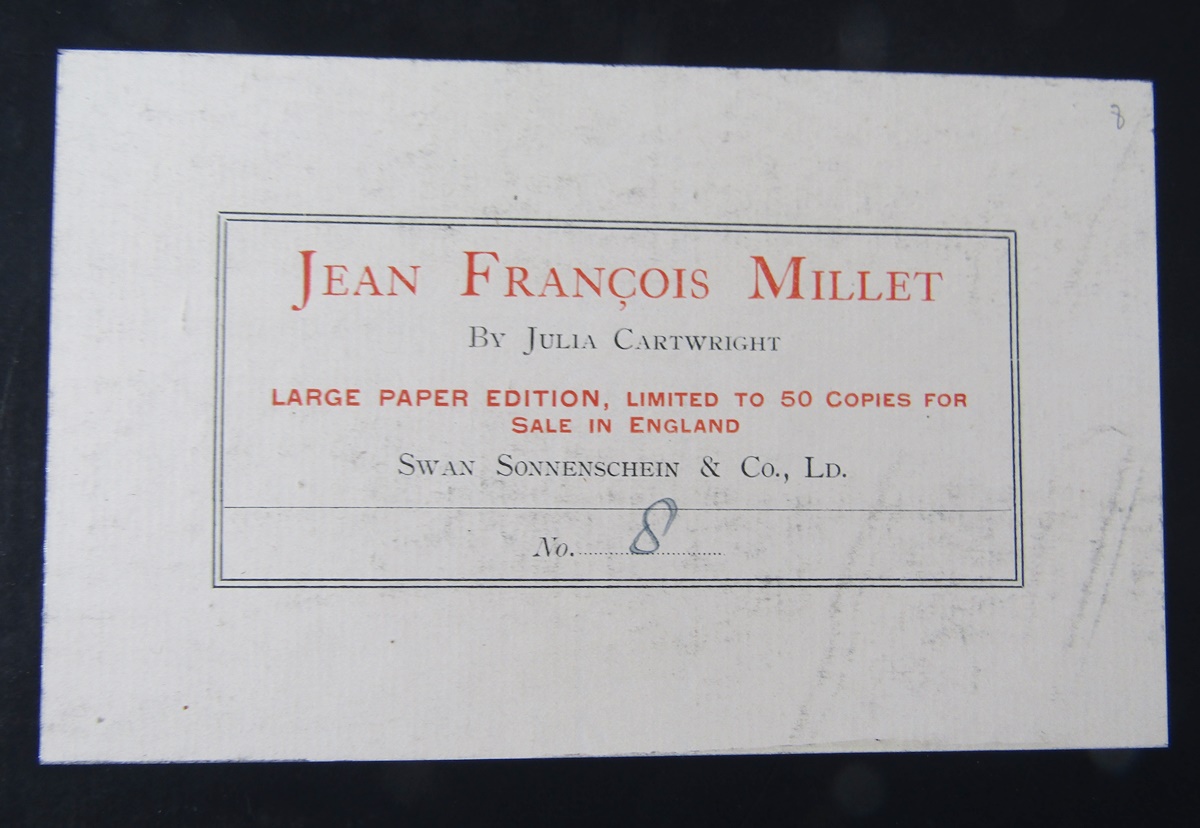 8
JEAN FRANÇOIS MILLET
BY JULIA CARTWRIGHT
LARGE PAPER EDITION, LIMITED TO 50 COPIES FOR
SALE IN ENGLAND
SWAN SONNENSCHEIN & CO., LD.
No. 8